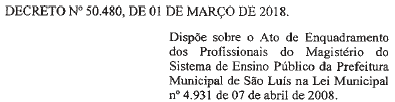 DECRETO Nº 50.480, DE 01 DE MARÇO DE 2018.
Dispõe sobre o Ato de Enquadramento
dos Profissionais do Magistério do
Sistema de Ensino Público da Prefeitura
Municipal de São Luís na Lei Municipal
nº 4.931 de 07 de abril de 2008.